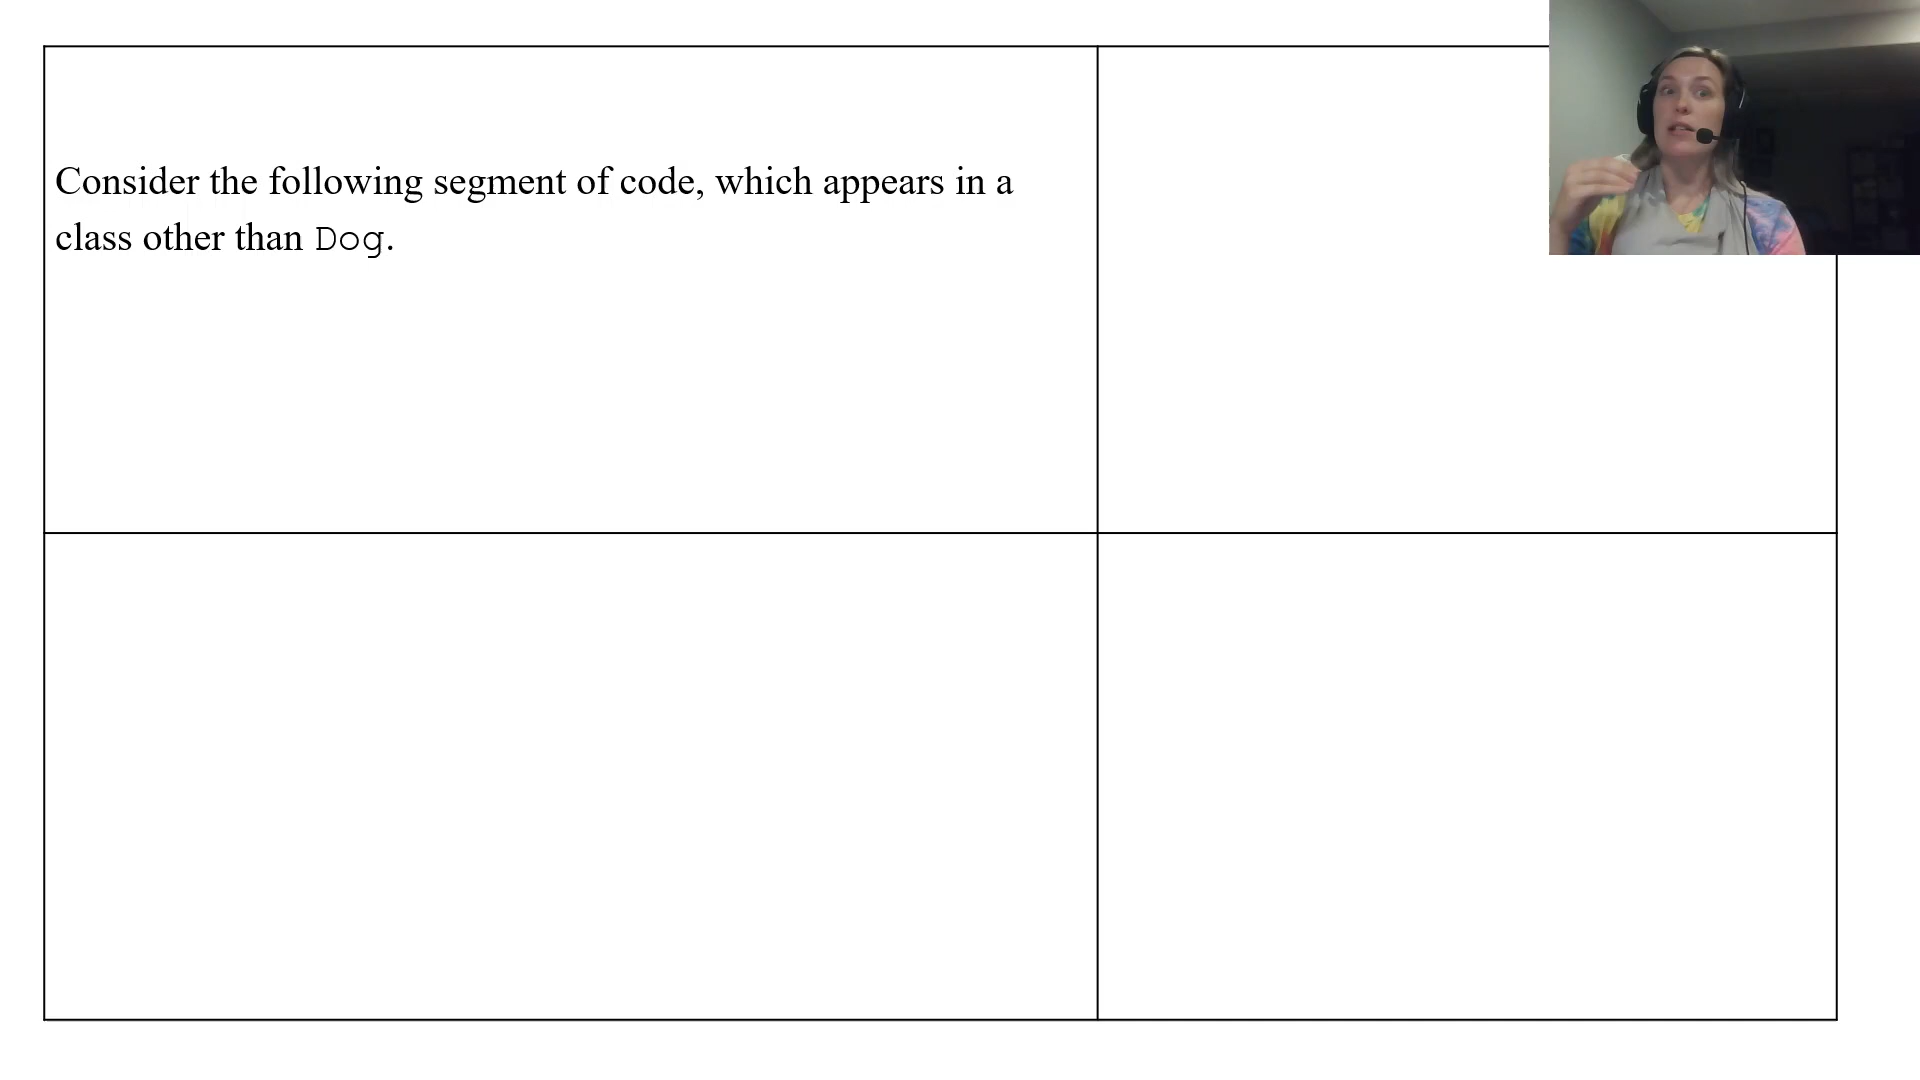 Consider the following segment of code, which appears in a
class other than Dog.